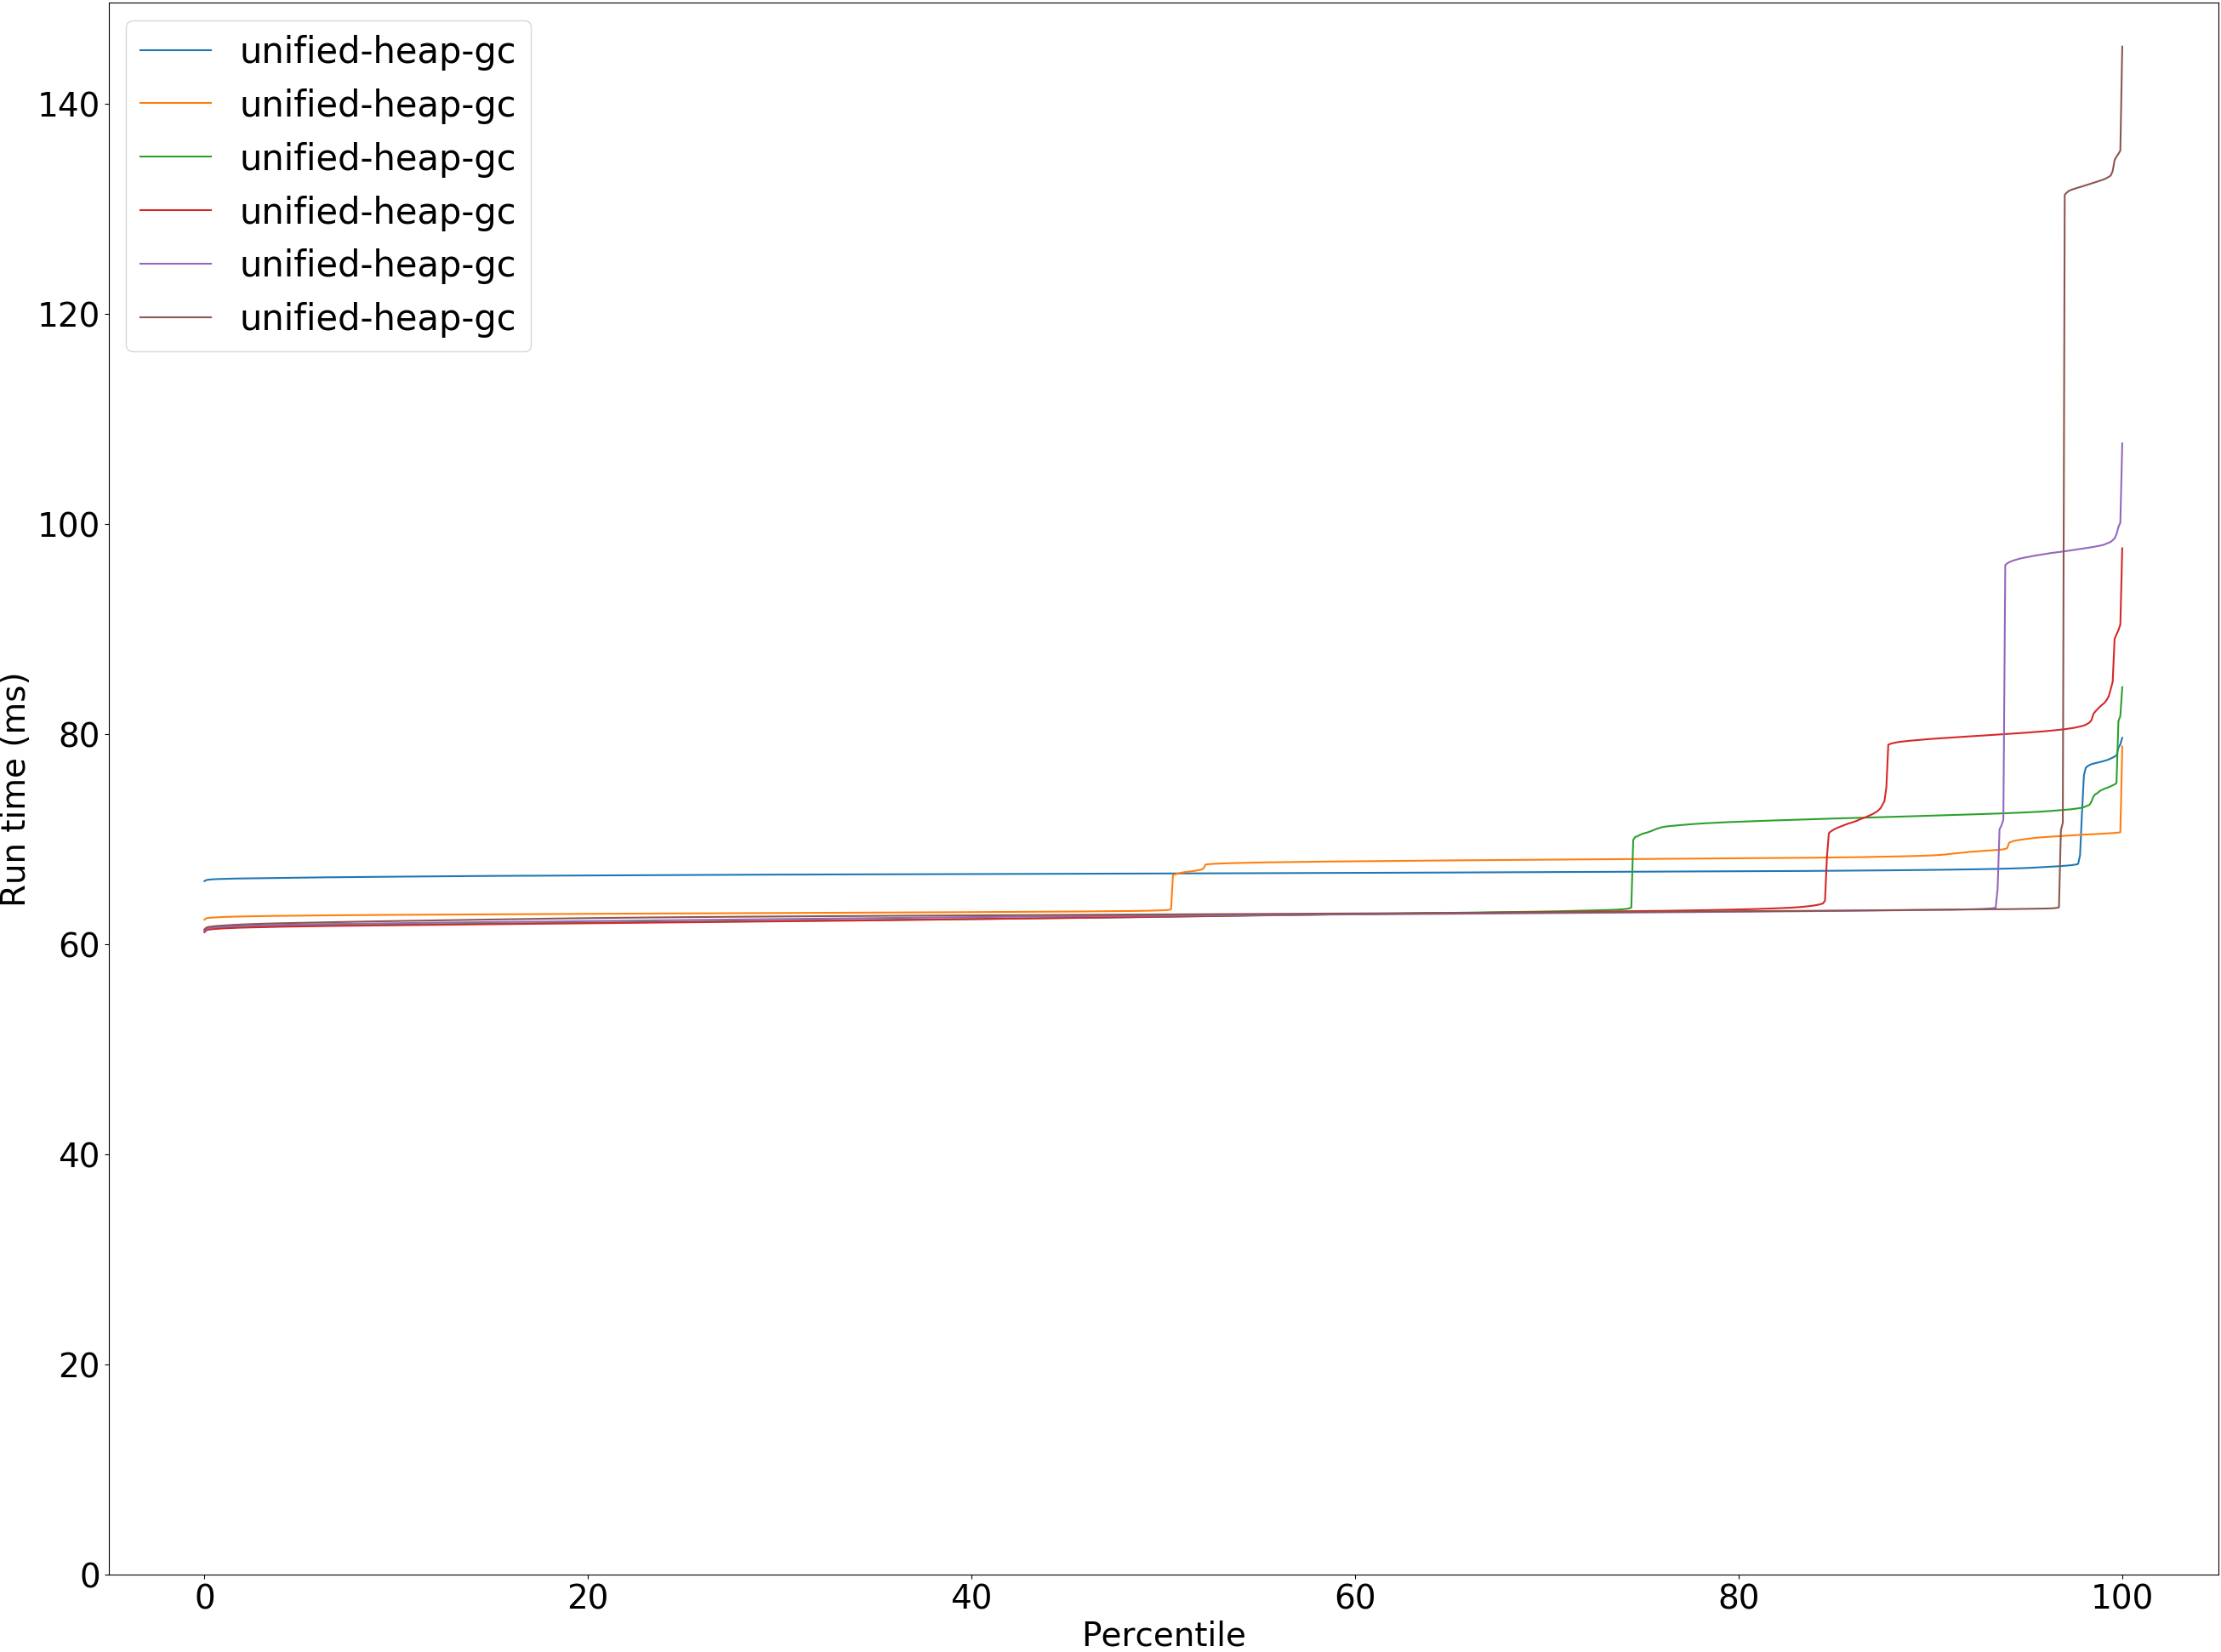 unified-heap-gc
unified-heap-gc
unified-heap-gc
unified-heap-gc
unified-heap-gc
unified-heap-gc
140
120
100
80
60
40
20
0
Run time (ms)
0 20 40 60 80 100
Percentile